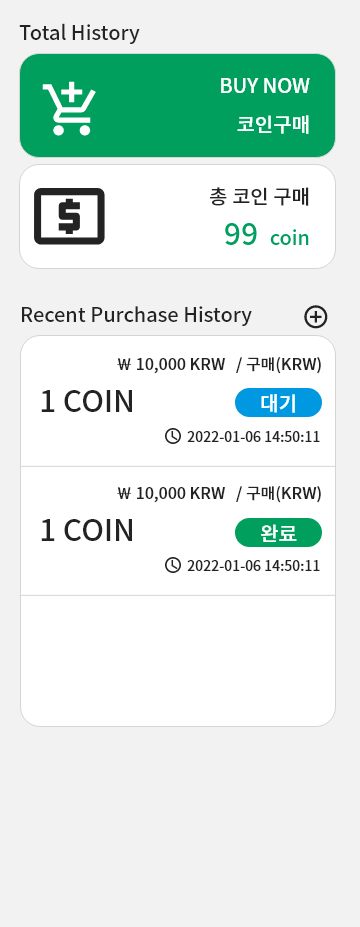 Total History
BUY NOW
코인구매
총 코인 구매
99 coin
Recent Purchase History
₩ 10,000 KRW / 구매(KRW)
1 COIN
대기
2022-01-06 14:50:11
₩ 10,000 KRW / 구매(KRW)
1 COIN
완료
2022-01-06 14:50:11